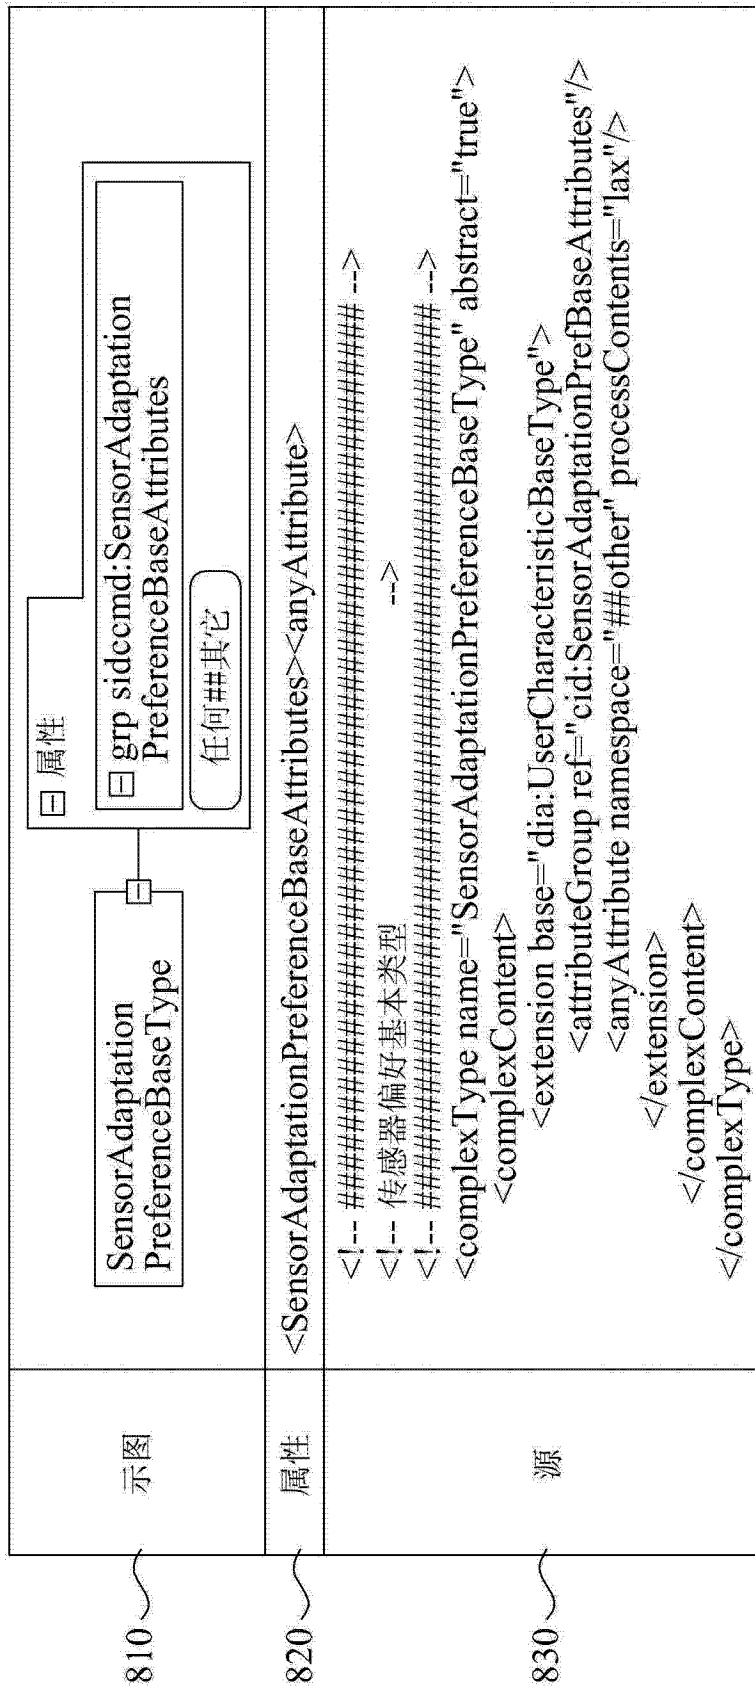 810
示图
SensorAdaptation
PreferenceBaseType
属性
grp sidccmd:SensorAdaptation
PreferenceBaseAttributes
任何##其它
820
属性
<SensorAdaptationPreferenceBaseAttributes><anyAttribute>
830
源
<!-- ################################################ -->
<!-- 传感器偏好基本类型 -->
<!-- ################################################ -->
<complexType name="SensorAdaptationPreferenceBaseType" abstract="true">
<complexContent>
<extension base="dia:UserCharacteristicBaseType">
<attributeGroup ref="cid:SensorAdaptationPrefBaseAttributes"/>
<anyAttribute namespace="##other" processContents="lax"/>
</extension>
</complexContent>
</complexType>